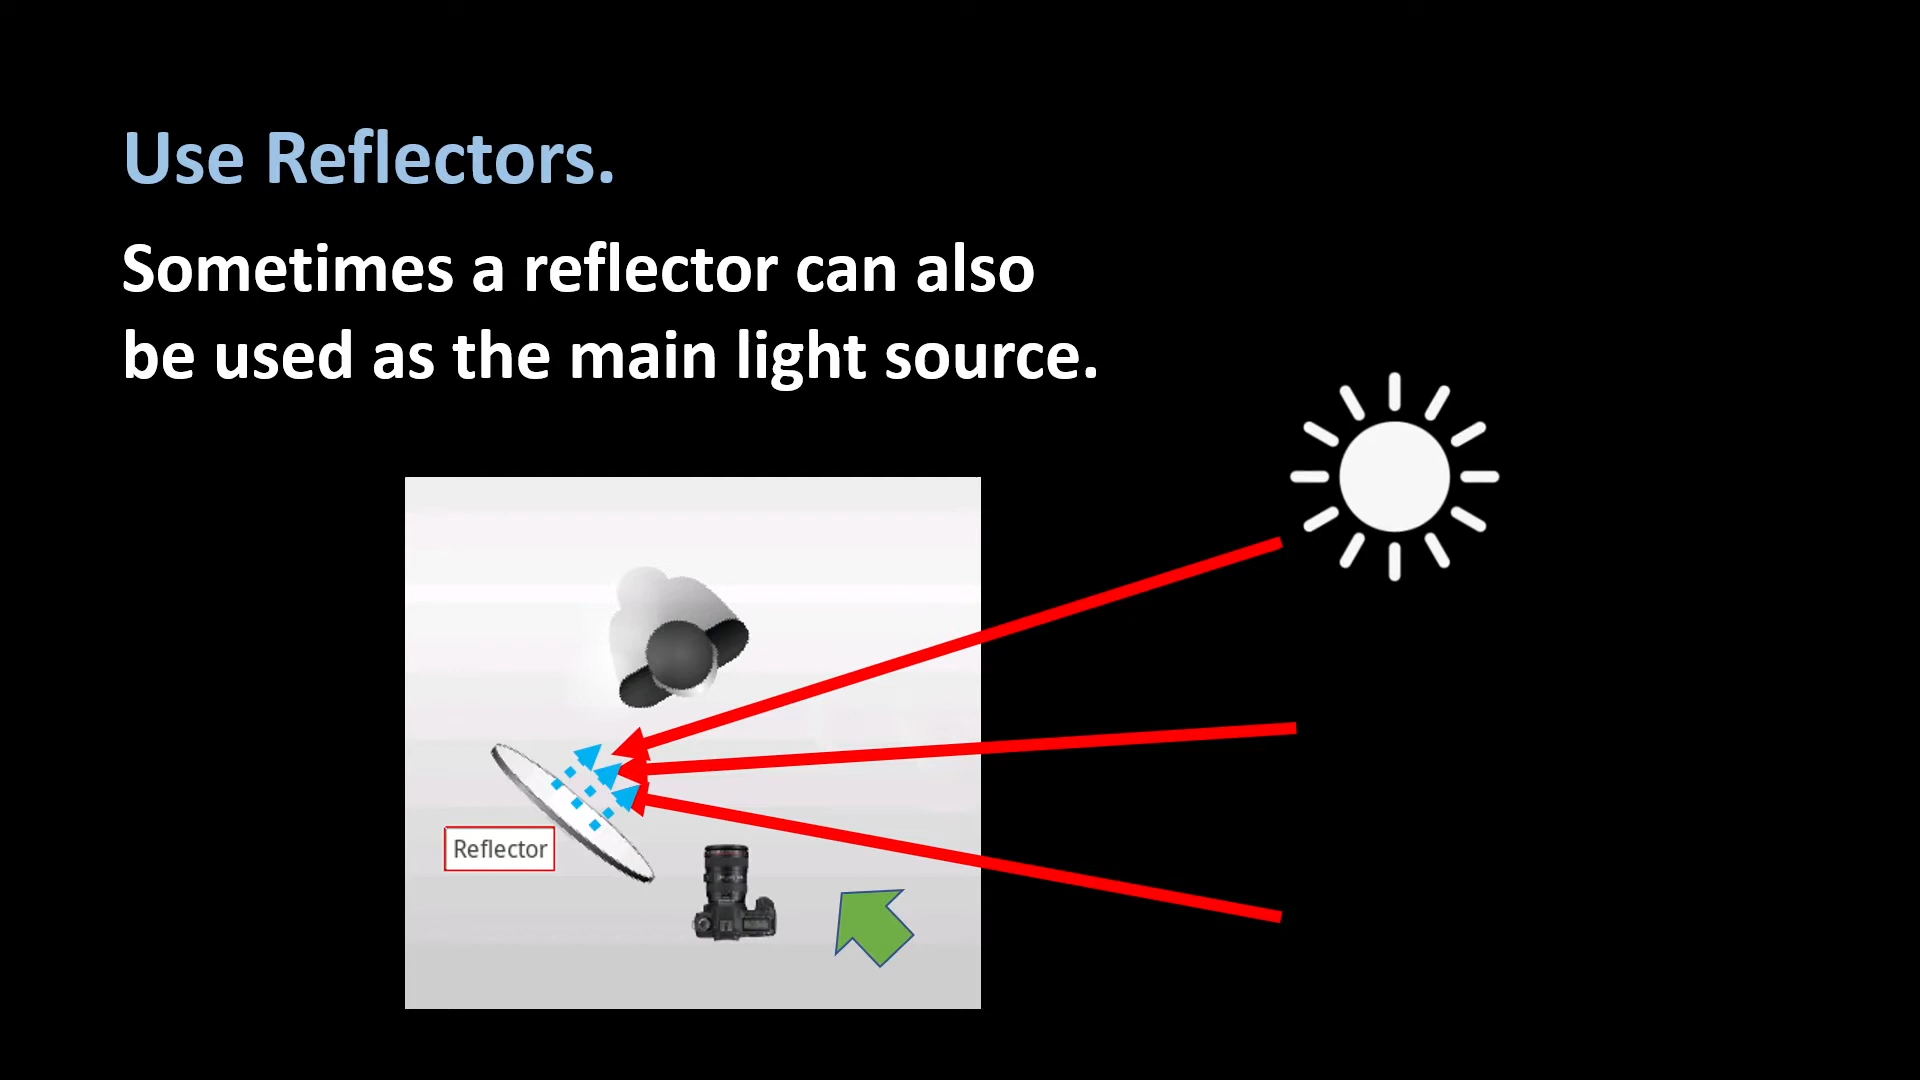 Use Reflectors.
Sometimes a reflector can also
be used as the main light source.
Reflector